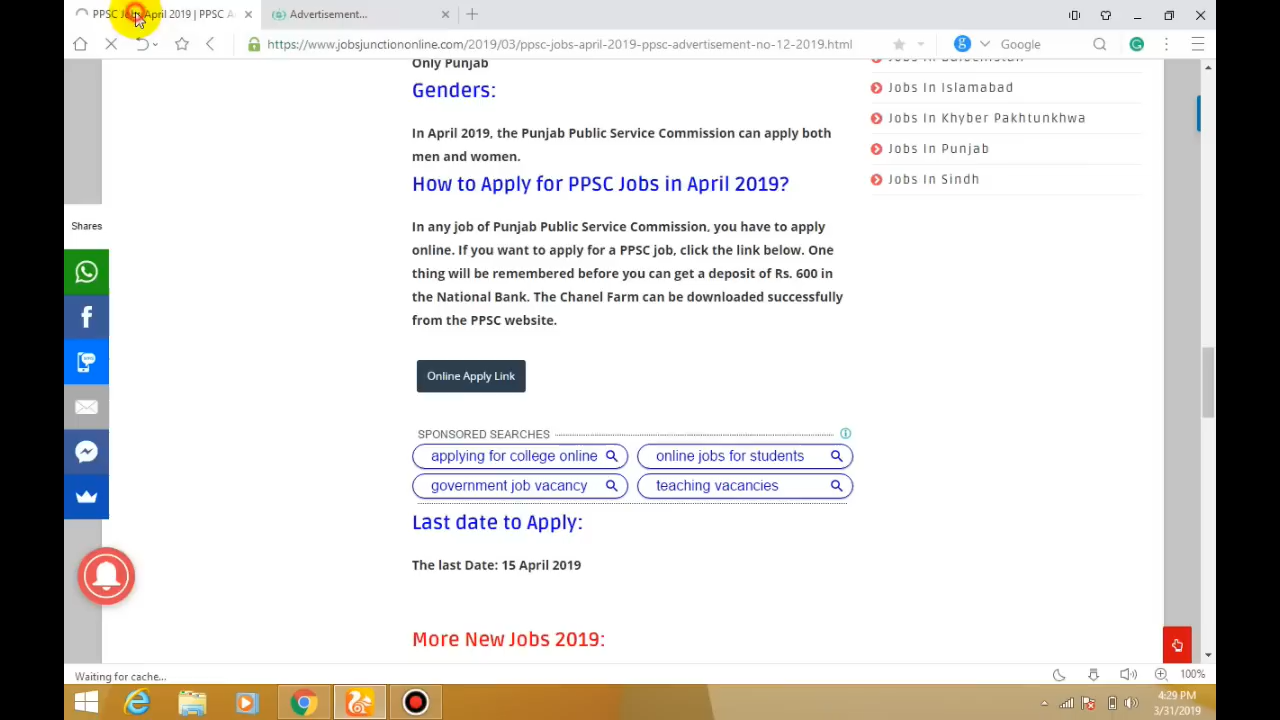 PPSC Jobs April 2019 | PPSC A
Advertisement...
https://www.jobsjunctiononline.com/2019/03/ppsc-jobs-april-2019-ppsc-advertisement-no-12-2019.html
Google
Only Punjab
Genders:
In April 2019, the Punjab Public Service Commission can apply both
men and women.
How to Apply for PPSC Jobs in April 2019?
In any job of Punjab Public Service Commission, you have to apply
online. If you want to apply for a PPSC job, click the link below. One
thing will be remembered before you can get a deposit of Rs. 600 in
the National Bank. The Chanel Farm can be downloaded successfully
from the PPSC website.
Online Apply Link
SPONSORED SEARCHES
applying for college online
online jobs for students
government job vacancy
teaching vacancies
Last date to Apply:
The last Date: 15 April 2019
More New Jobs 2019:
Jobs In Balochistan
Jobs In Islamabad
Jobs In Khyber Pakhtunkhwa
Jobs In Punjab
Jobs In Sindh
Shares
Waiting for cache...
100%
4:29 PM
3/31/2019